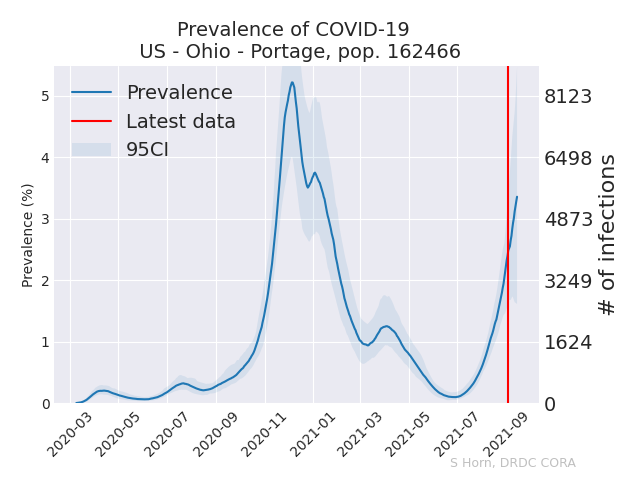 Prevalence of COVID-19
US - Ohio - Portage, pop. 162466
Prevalence
Latest data
95CI
Prevalence (%)
5
4
3
2
1
0
8123
6498
4873
3249
1624
0
# of infections
2020-03
2020-05
2020-07
2020-09
2020-11
2021-01
2021-03
2021-05
2021-07
2021-09
S Horn, DRDC CORA